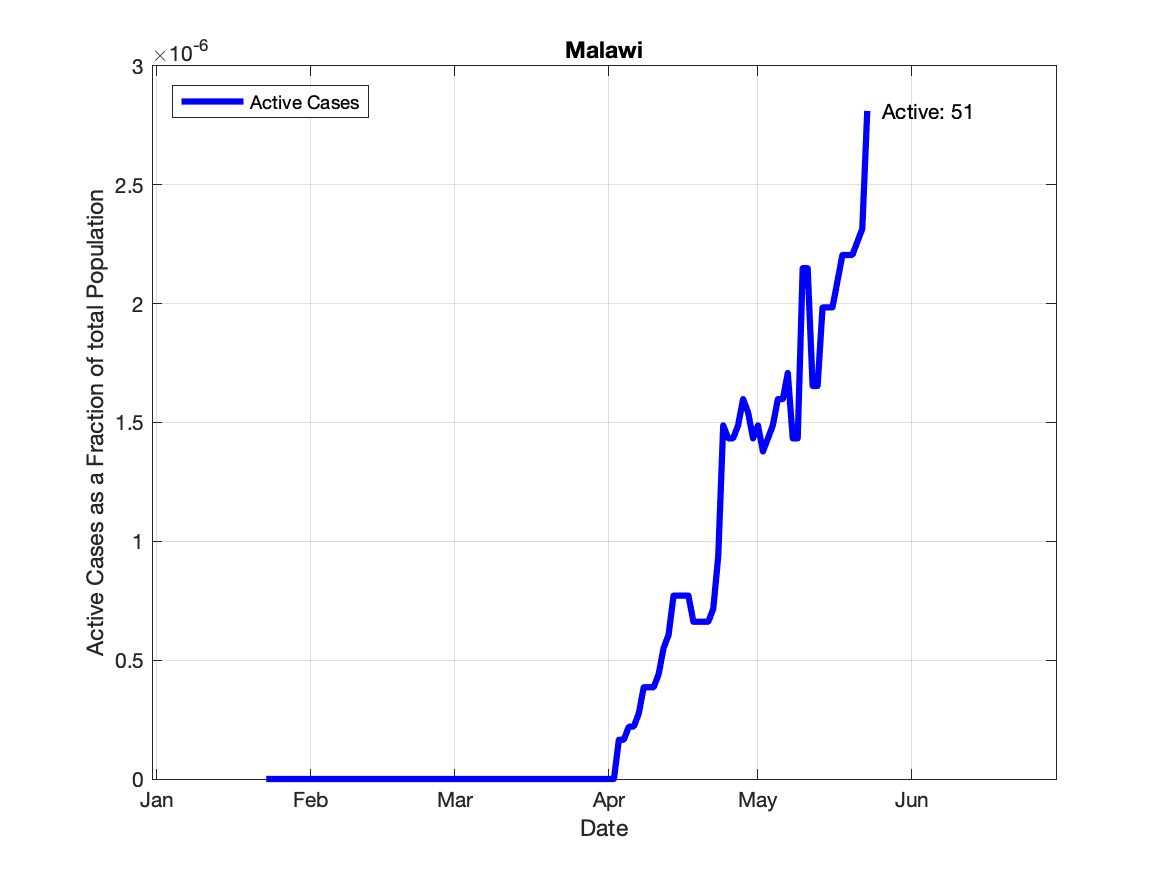 Malawi
×10-6
3
2.5
2
1.5
1
0.5
0
Active Cases as a Fraction of total Population
Active Cases
Active: 51
Jan Feb Mar Apr May Jun
Date